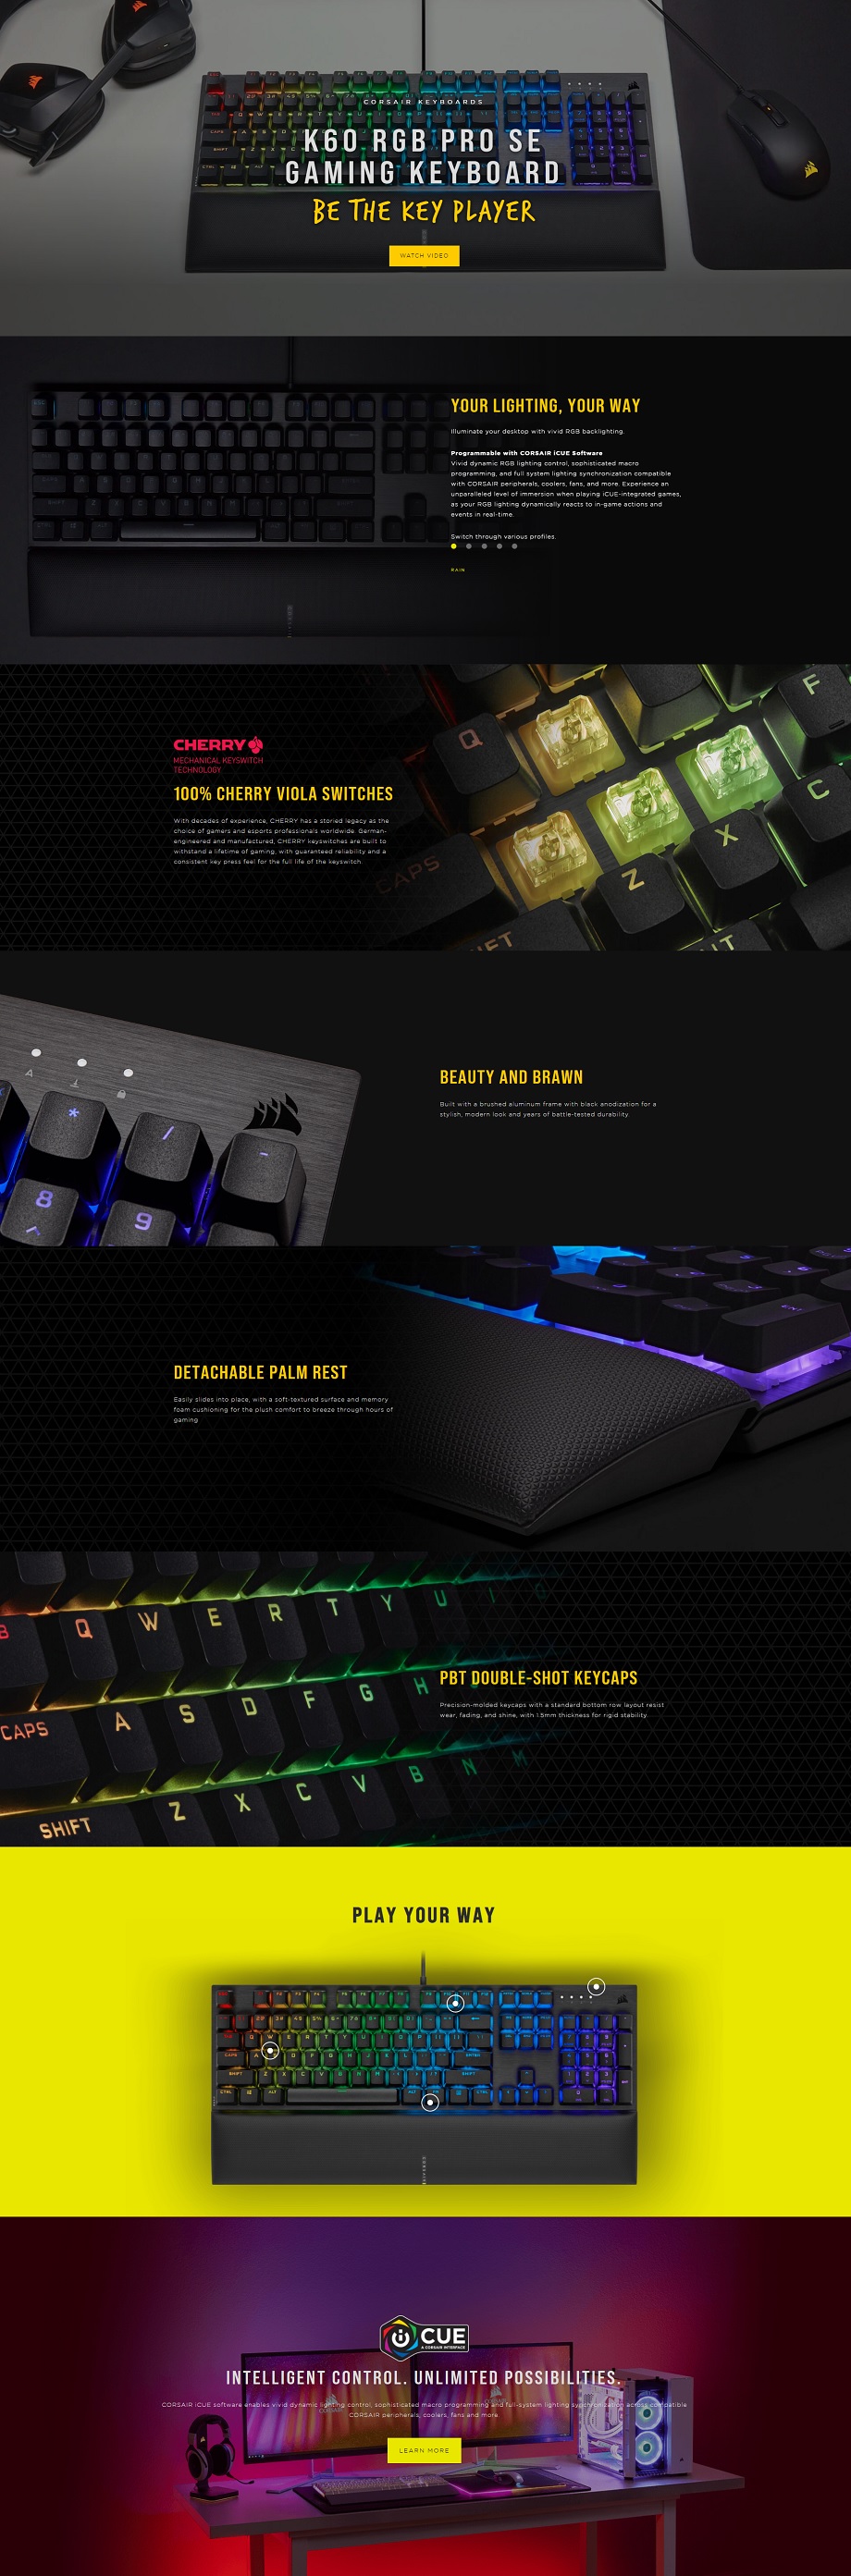 CORSAIR KEYBOARDS
K60 RGB PRO SE
GAMING KEYBOARD
BE THE KEY PLAYER
WATCH VIDEO
YOUR LIGHTING, YOUR WAY
Illuminate your desktop with vivid RGB backlighting.
Programmable with CORSAIR iCUE Software
Vivid dynamic RGB lighting control, sophisticated macro
programming, and full system lighting synchronization compatible
with CORSAIR peripherals, coolers, fans, and more. Experience an
unparalleled level of immersion when playing iCUE-integrated games,
as your RGB lighting dynamically reacts to in-game actions and
events in real-time.
Switch through various profiles.
RAIN
CHERRY
MECHANICAL KEYSWITCH
TECHNOLOGY
100% CHERRY VIOLA SWITCHES
With decades of experience, CHERRY has a storied legacy as the
choice of gamers and esports professionals worldwide. German-
engineered and manufactured, CHERRY keyswitches are built to
withstand a lifetime of gaming, with guaranteed reliability and a
consistent key press feel for the full life of the keyswitch.
Q
F
C
X
Z
CAPS
BEAUTY AND BRAWN
Built with a brushed aluminum frame with black anodization for a
stylish, modern look and years of battle-tested durability.
A
* / -
8 9
DETACHABLE PALM REST
Easily slides into place, with a soft-textured surface and memory
foam cushioning for the plush comfort to breeze through hours of
gaming
Q W E R T Y U I
CAPS A S D F G H
SHIFT Z X C V B N M
PBT DOUBLE-SHOT KEYCAPS
Precision-molded keycaps with a standard bottom row layout resist
wear, fading, and shine, with 1.5mm thickness for rigid stability.
PLAY YOUR WAY
iCUE
A CORSAIR INTERFACE
INTELLIGENT CONTROL. UNLIMITED POSSIBILITIES.
CORSAIR iCUE software enables vivid dynamic lighting control, sophisticated macro programming and full-system lighting synchronization across compatible
CORSAIR peripherals, coolers, fans and more.
LEARN MORE